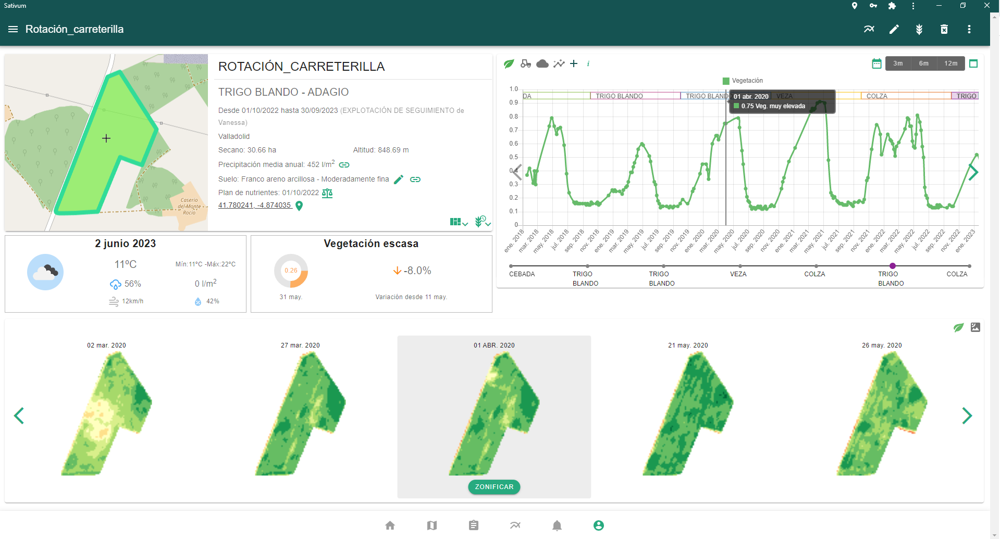 Sativum
Rotación_carreterilla
Caserío
del-Monte
Rocío
ROTACIÓN_CARRETERILLA
TRIGO BLANDO - ADAGIO
Desde 01/10/2022 hasta 30/09/2023 (EXPLOTACIÓN DE SEGUIMIENTO de
Vanessa)
Valladolid
Secano: 30.66 ha Altitud: 848.69 m
Precipitación media anual: 452 l/m2
Suelo: Franco areno arcillosa - Moderadamente fina
Plan de nutrientes: 01/10/2022
41.780241, -4.874035
3m 6m 12m
Vegetación
DA TRIGO BLANDO TRIGO BLANDO VEZA COLZA TRIGO
01 abr. 2020
0.75 Veg. muy elevada
1.0
0.9
0.8
0.7
0.6
0.5
0.4
0.3
0.2
0.1
0
ene. 2018 mar. 2018 may. 2018 jul. 2018 sep. 2018 nov. 2018 ene. 2019 mar. 2019 may. 2019 jul. 2019 sep. 2019 nov. 2019 ene. 2020 mar. 2020 may. 2020 jul. 2020 sep. 2020 nov. 2020 ene. 2021 mar. 2021 may. 2021 jul. 2021 sep. 2021 nov. 2021 ene. 2022 mar. 2022 may. 2022 jul. 2022 sep. 2022 nov. 2022 ene. 2023
CEBADA TRIGO TRIGO VEZA COLZA TRIGO COLZA
BLANDO BLANDO BLANDO
2 junio 2023
11ºC Mín:11ºC -Máx:22ºC
56% 0 l/m2
12km/h 42%
Vegetación escasa
0.26 -8.0%
31 may. Variación desde 11 may.
02 mar. 2020 27 mar. 2020 01 ABR. 2020 21 may. 2020 26 may. 2020
ZONIFICAR